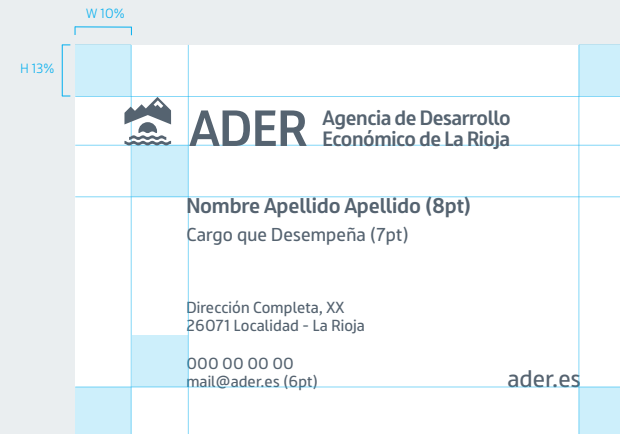 W 10%
H 13%
ADER
Agencia de Desarrollo
Económico de La Rioja
Nombre Apellido Apellido (8pt)
Cargo que Desempeña (7pt)
Dirección Completa, XX
26071 Localidad - La Rioja
000 00 00 00
mail@ader.es (6pt)
ader.es